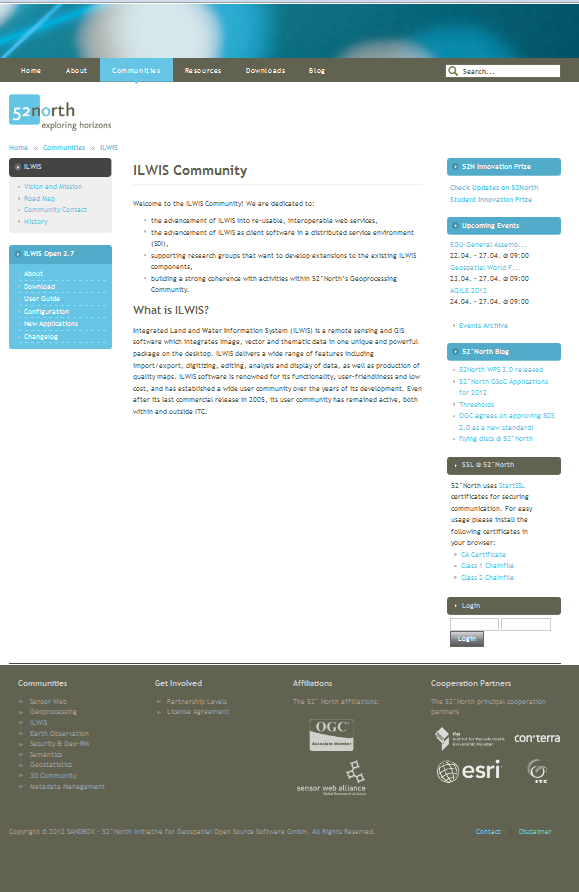 Home About Communities Resources Downloads Blog Search...
52north
exploring horizons
Home >> Communities >> ILWIS
ILWIS
Vision and Mission
Road Map
Community Contact
History
ILWIS Open 3.7
About
Download
User Guide
Configuration
New Applications
Changelog
ILWIS Community
Welcome to the ILWIS Community! We are dedicated to:
the advancement of ILWIS into re-usable, interoperable web services,
the advancement of ILWIS as client software in a distributed service environment
(SDI),
supporting research groups that want to develop extensions to the existing ILWIS
components,
building a strong coherence with activities within 52°North's Geoprocessing
Community.
What is ILWIS?
Integrated Land and Water Information System (ILWIS) is a remote sensing and GIS
software which integrates image, vector and thematic data in one unique and powerful
package on the desktop. ILWIS delivers a wide range of features including
import/export, digitizing, editing, analysis and display of data, as well as production of
quality maps. ILWIS software is renowned for its functionality, user-friendliness and low
cost, and has established a wide user community over the years of its development. Even
after its last commercial release in 2005, its user community has remained active, both
within and outside ITC.
52N Innovation Prize
Check Updates on 52North
Student Innovation Prize
Upcoming Events
EGU General Assemb...
22.04. - 27.04. @ 09:00
Geospatial World F...
23.04. - 27.04. @ 09:00
AGILE 2012
24.04. - 27.04. @ 09:00
Events Archive
52°North Blog
52North WPS 3.0 released
52°North GSoC Applications
for 2012
Thresholds
OGC agrees on approving SOS
2.0 as a new standard!
flying discs @ 52°North
SSL @ 52°North
52°North uses StartSSL
certificates for securing
communication. For easy
usage please install the
following certificates in
your browser:
CA Certificate
Class 1 Chainfile
Class 2 Chainfile
Login
Login
Communities
Sensor Web
Geoprocessing
ILWIS
Earth Observation
Security & Geo-RM
Semantics
Geostatistics
3D Community
Metadata Management
Get Involved
Partnership Levels
License Agreement
Affiliations
The 52° North affiliations:
OGC
Associate Member
sensor web alliance
Cooperation Partners
The 52°North principal cooperation
partners
ifgi
Institut für Geoinformatik
Universität Münster
con terra
esri
ITC
Copyright © 2012 SANDBOX - 52°North Initiative for Geospatial Open Source Software GmbH. All Rights Reserved.
Contact Disclaimer